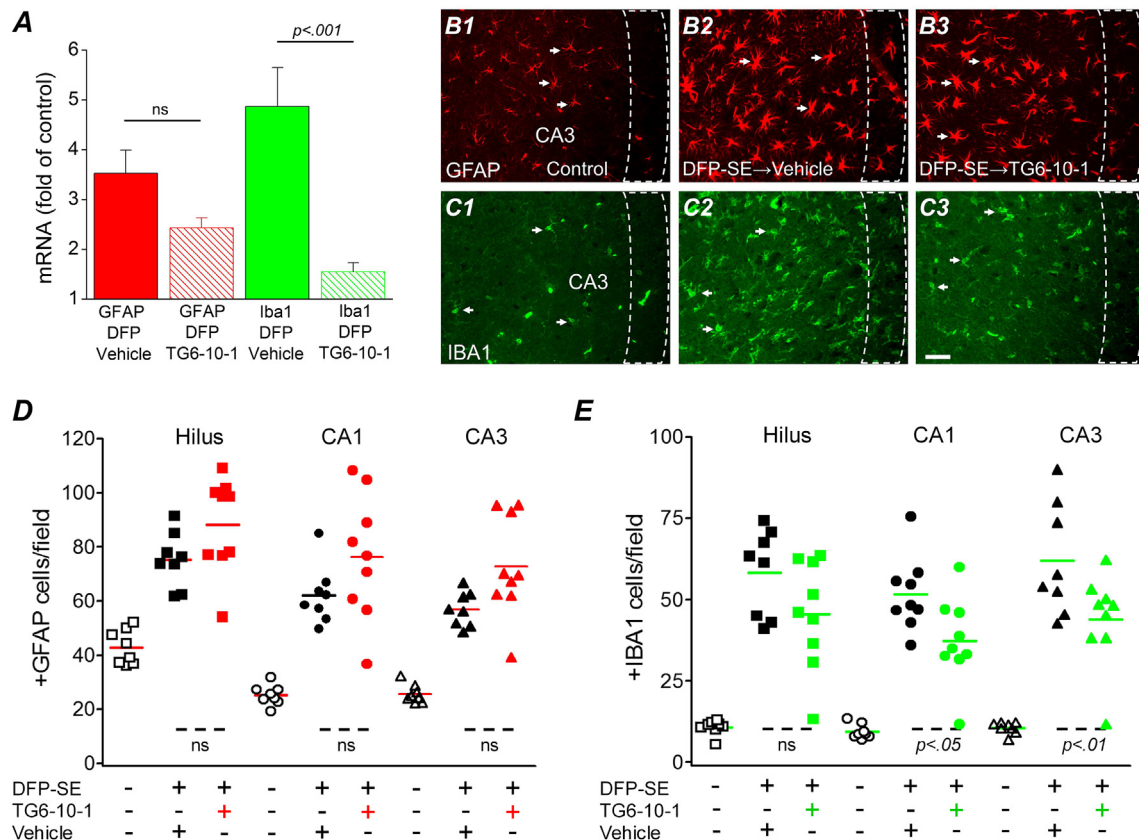 A
p<.001
ns
mRNA (fold of control)
6
5
4
3
2
1
GFAP DFP Vehicle
GFAP DFP TG6-10-1
Iba1 DFP Vehicle
Iba1 DFP TG6-10-1
B1
CA3
GFAP
Control
B2
DFP-SE→Vehicle
B3
DFP-SE→TG6-10-1
C1
CA3
IBA1
C2
C3
D
Hilus CA1 CA3
+GFAP cells/field
120
100
80
60
40
20
0
ns ns ns
DFP-SE - + + - + + - + +
TG6-10-1 - - + - - + - - +
Vehicle - + - - + - - + -
E
Hilus CA1 CA3
+IBA1 cells/field
100
75
50
25
0
ns p<.05 p<.01
DFP-SE - + + - + + - + +
TG6-10-1 - - + - - + - - +
Vehicle - + - - + - - + -